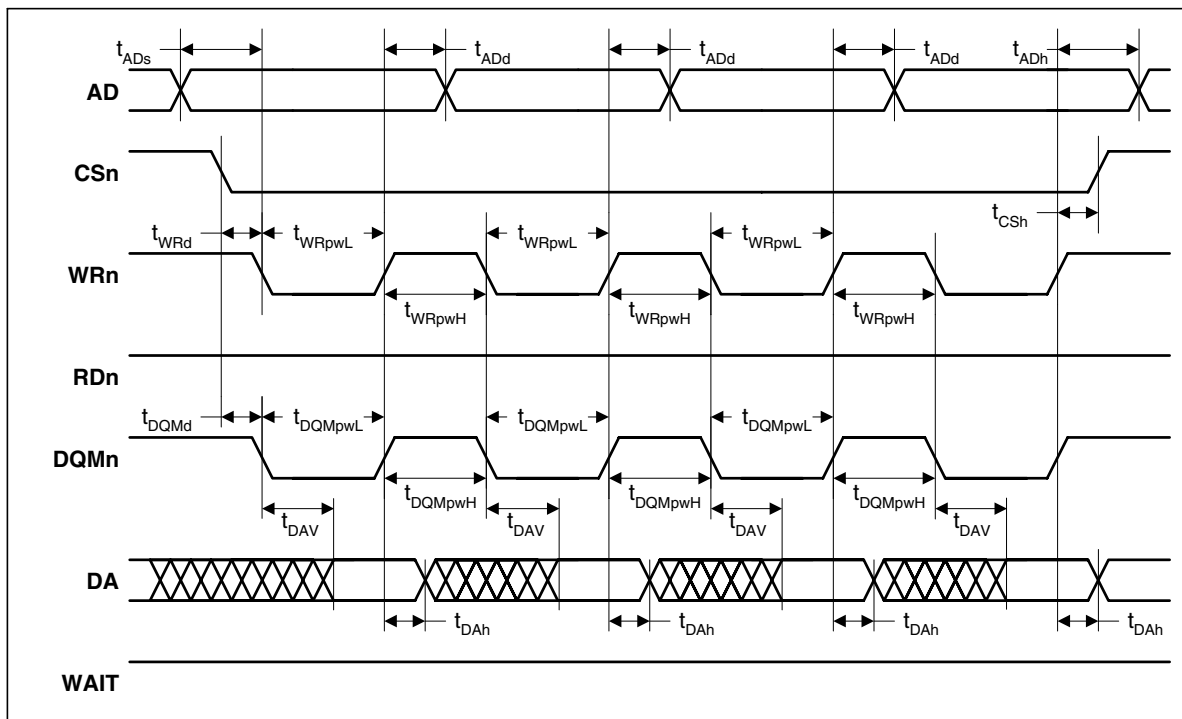 tADs tADd tADd tADd tADh
AD
CSn
tCSh
tWRd tWRpwL tWRpwL tWRpwL
WRn
tWRpwH tWRpwH tWRpwH
RDn
tDQMd tDQMpwL tDQMpwL tDQMpwL
DQMn
tDQMpwH tDQMpwH tDQMpwH
tDAV tDAV tDAV tDAV
DA
tDAh tDAh tDAh tDAh
WAIT